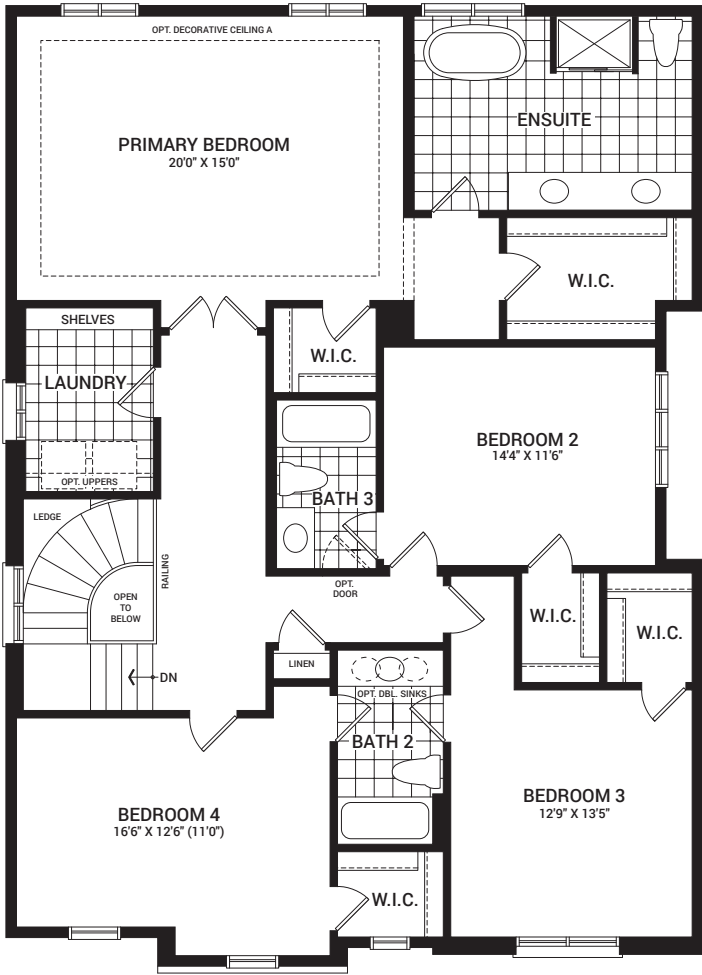 OPT. DECORATIVE CEILING A
PRIMARY BEDROOM
20'0" X 15'0"
ENSUITE
W.I.C.
SHELVES
W.I.C.
LAUNDRY
OPT. UPPERS
BEDROOM 2
14'4" X 11'6"
BATH 3
LEDGE
RAILING
OPEN
TO
BELOW
OPT.
DOOR
W.I.C.
W.I.C.
LINEN
DN
OPT. DBL. SINKS
BATH 2
BEDROOM 4
16'6" X 12'6" (11'0")
BEDROOM 3
12'9" X 13'5"
W.I.C.